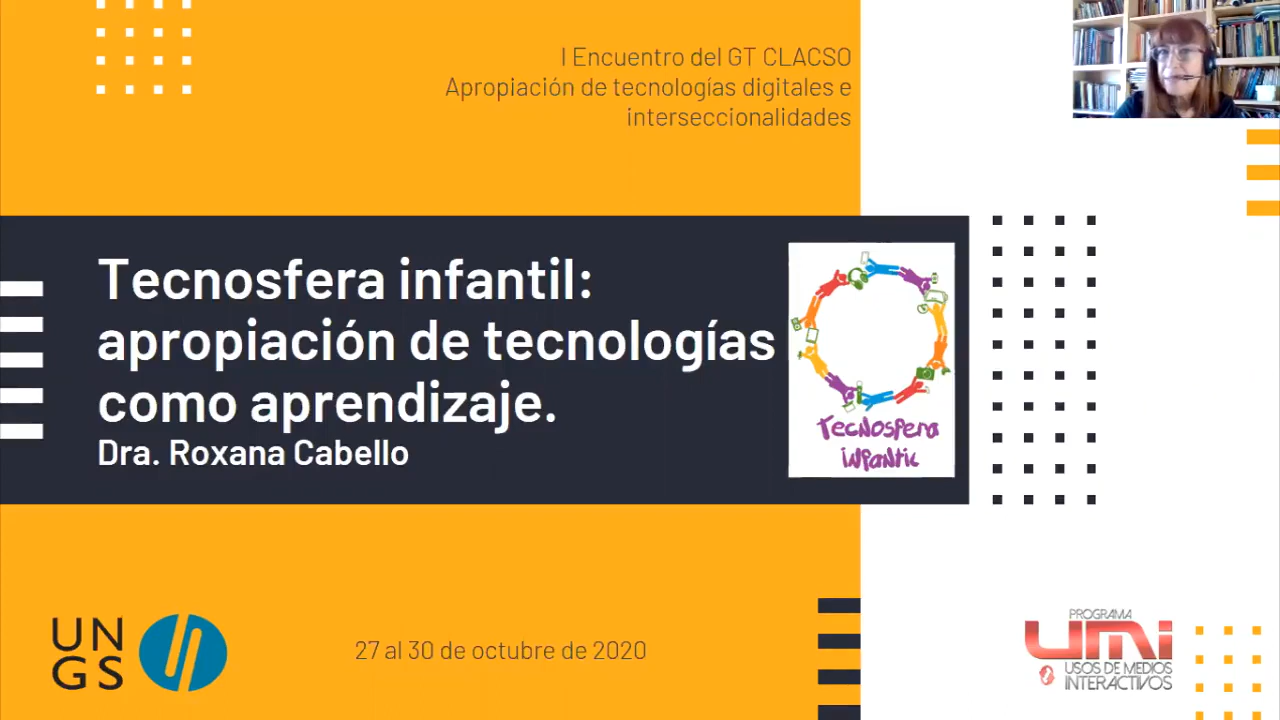 I Encuentro del GT CLACSO
Apropiación de tecnologías digitales e
interseccionalidades
Tecnosfera infantil:
apropiación de tecnologías
como aprendizaje.
Dra. Roxana Cabello
Tecnosfera
infantil
UN
GS
27 al 30 de octubre de 2020
PROGRAMA
UMI
USOS DE MEDIOS
INTERACTIVOS